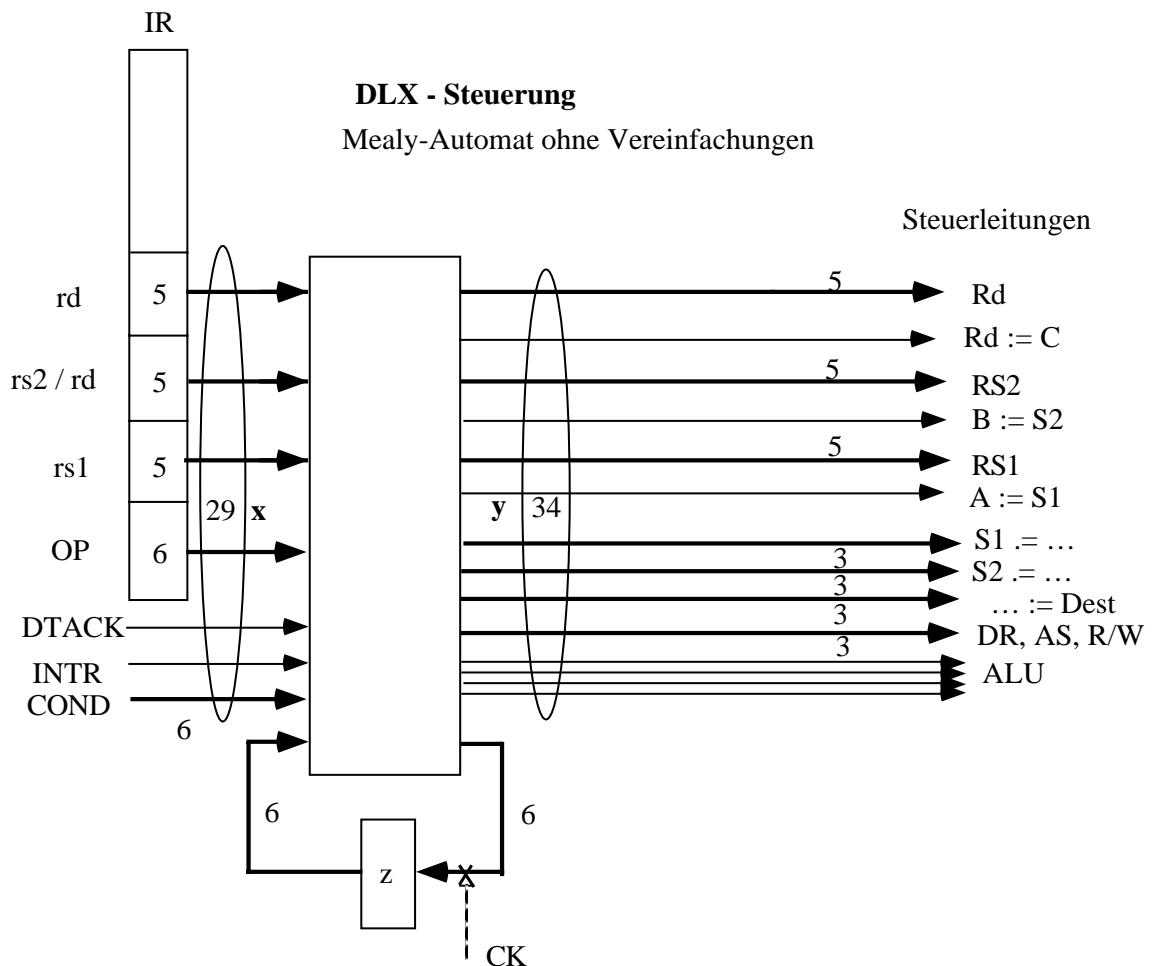 IR
DLX - Steuerung
Mealy-Automat ohne Vereinfachungen
Steuerleitungen
rd 5 5 Rd
Rd := C
rs2 / rd 5 5 RS2
B := S2
rs1 5 5 RS1
29 x y 34 A := S1
OP 6 S1 .= …
3 S2 .= …
3 … := Dest
DTACK 3 DR, AS, R/W
INTR 3 ALU
COND
6
6 6
z
CK